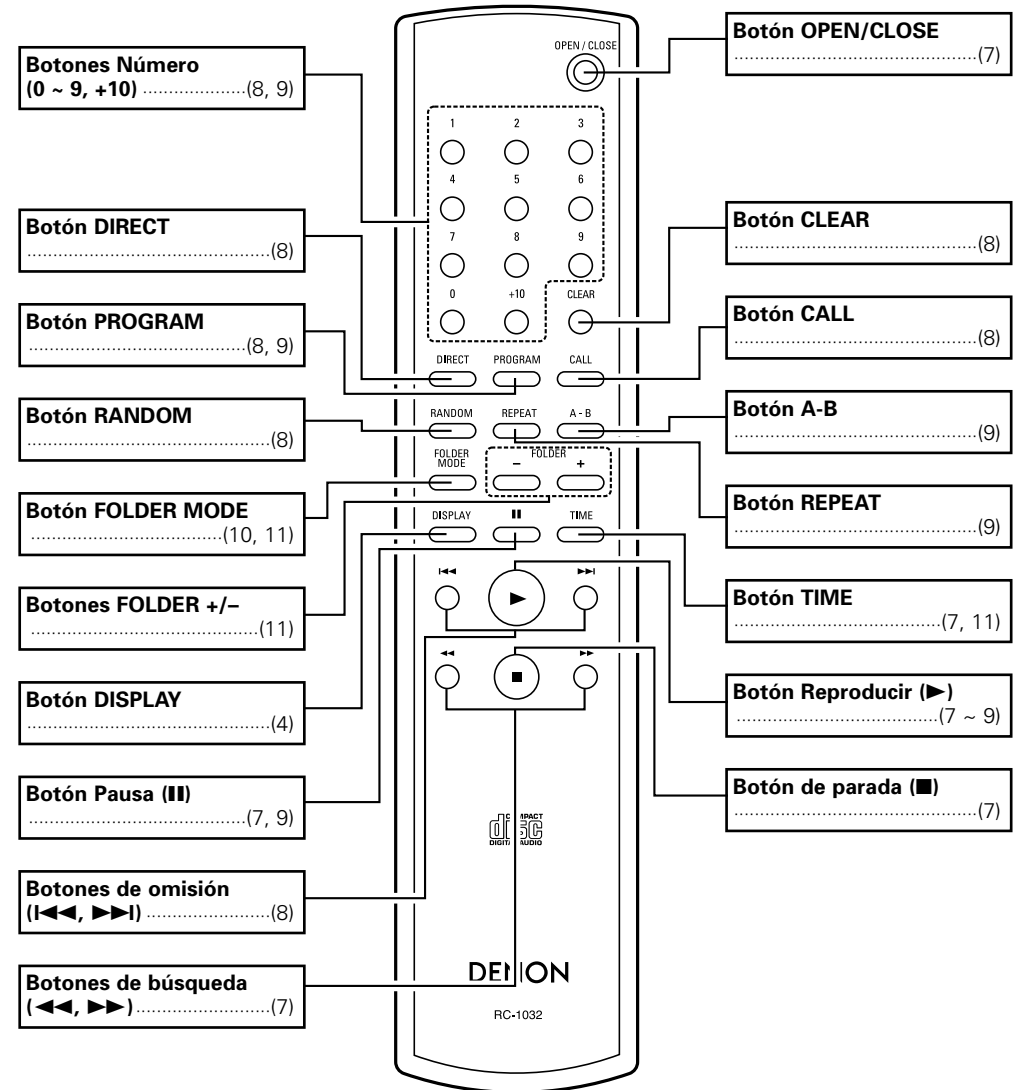 Botones Número
(0 ~ 9, +10) .....................(8, 9)
Botón DIRECT
................................................(8)
Botón PROGRAM
...........................................(8, 9)
Botón RANDOM
................................................(8)
Botón FOLDER MODE
......................................(10, 11)
Botones FOLDER +/–
.............................................(11)
Botón DISPLAY
................................................(4)
Botón Pausa (II)
...........................................(7, 9)
Botones de omisión
(I◄◄, ►►I) ........................(8)
Botones de búsqueda
(◄◄, ►►) ..........................(7)
OPEN / CLOSE
1 2 3
4 5 6
7 8 9
0 +10 CLEAR
DIRECT PROGRAM CALL
RANDOM REPEAT A - B
FOLDER
MODE
– FOLDER +
DISPLAY II TIME
I◄◄ ► ►►I
◄◄ ■ ►►
COMPACT
disc
DIGITAL AUDIO
DENON
RC-1032
Botón OPEN/CLOSE
................................................(7)
Botón CLEAR
................................................(8)
Botón CALL
................................................(8)
Botón A-B
................................................(9)
Botón REPEAT
................................................(9)
Botón TIME
.........................................(7, 11)
Botón Reproducir (►)
........................................(7 ~ 9)
Botón de parada (■)
................................................(7)